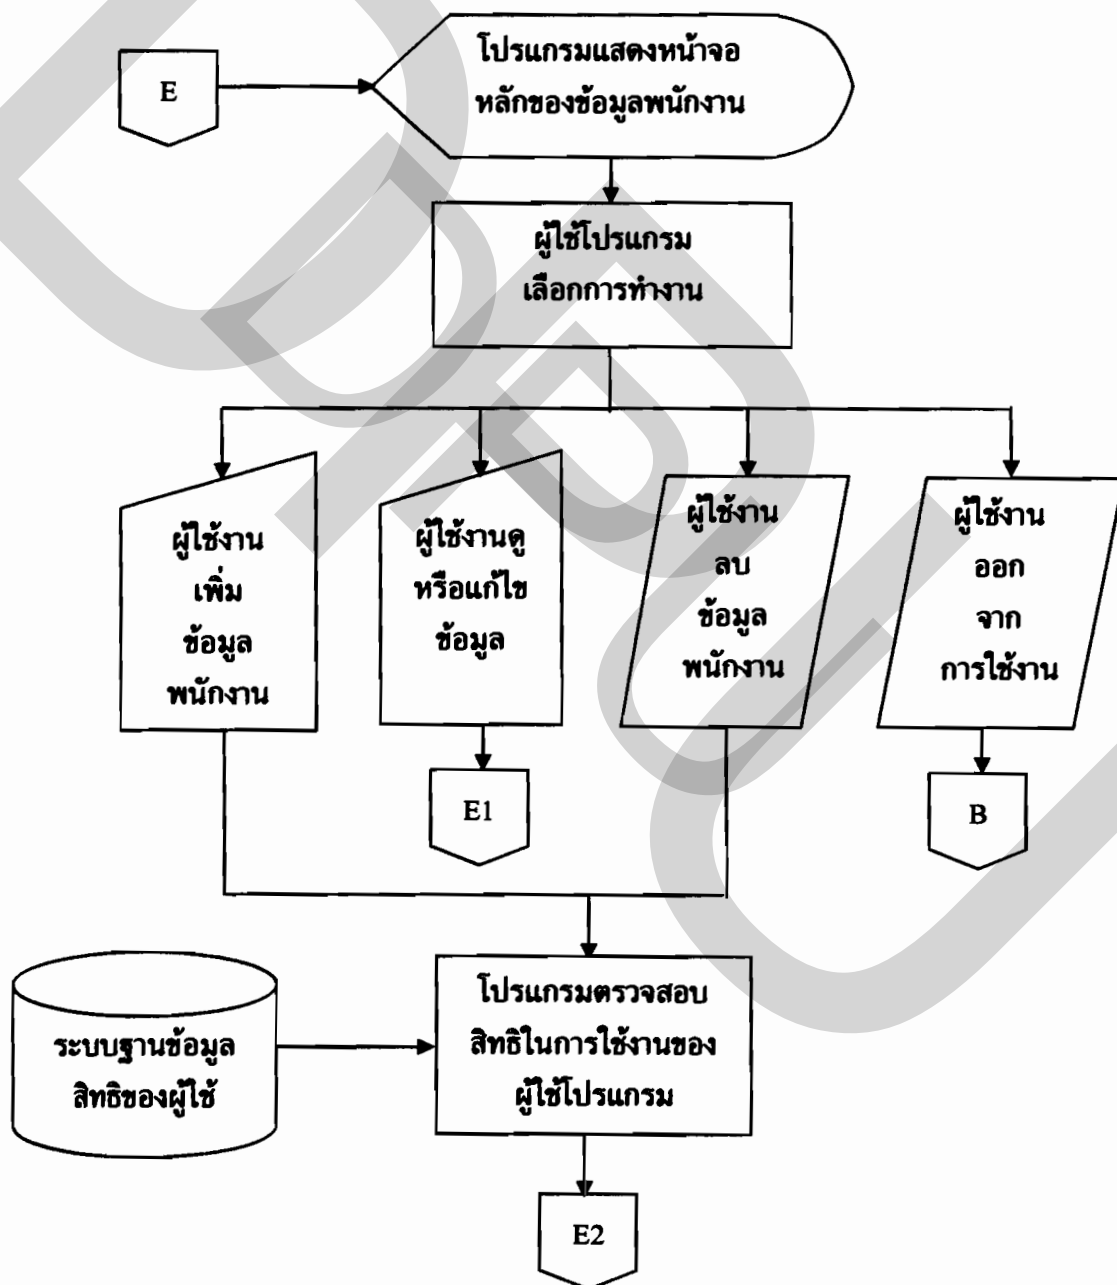 E
โปรแกรมแสดงหน้าจอ
หลักของข้อมูลพนักงาน
ผู้ใช้โปรแกรม
เลือกการทำงาน
ผู้ใช้งาน
เพิ่ม
ข้อมูล
พนักงาน
ผู้ใช้งานดู
หรือแก้ไข
ข้อมูล
ผู้ใช้งาน
ลบ
ข้อมูล
พนักงาน
ผู้ใช้งาน
ออก
จาก
การใช้งาน
E1
B
ระบบฐานข้อมูล
สิทธิของผู้ใช้
โปรแกรมตรวจสอบ
สิทธิในการใช้งานของ
ผู้ใช้โปรแกรม
E2